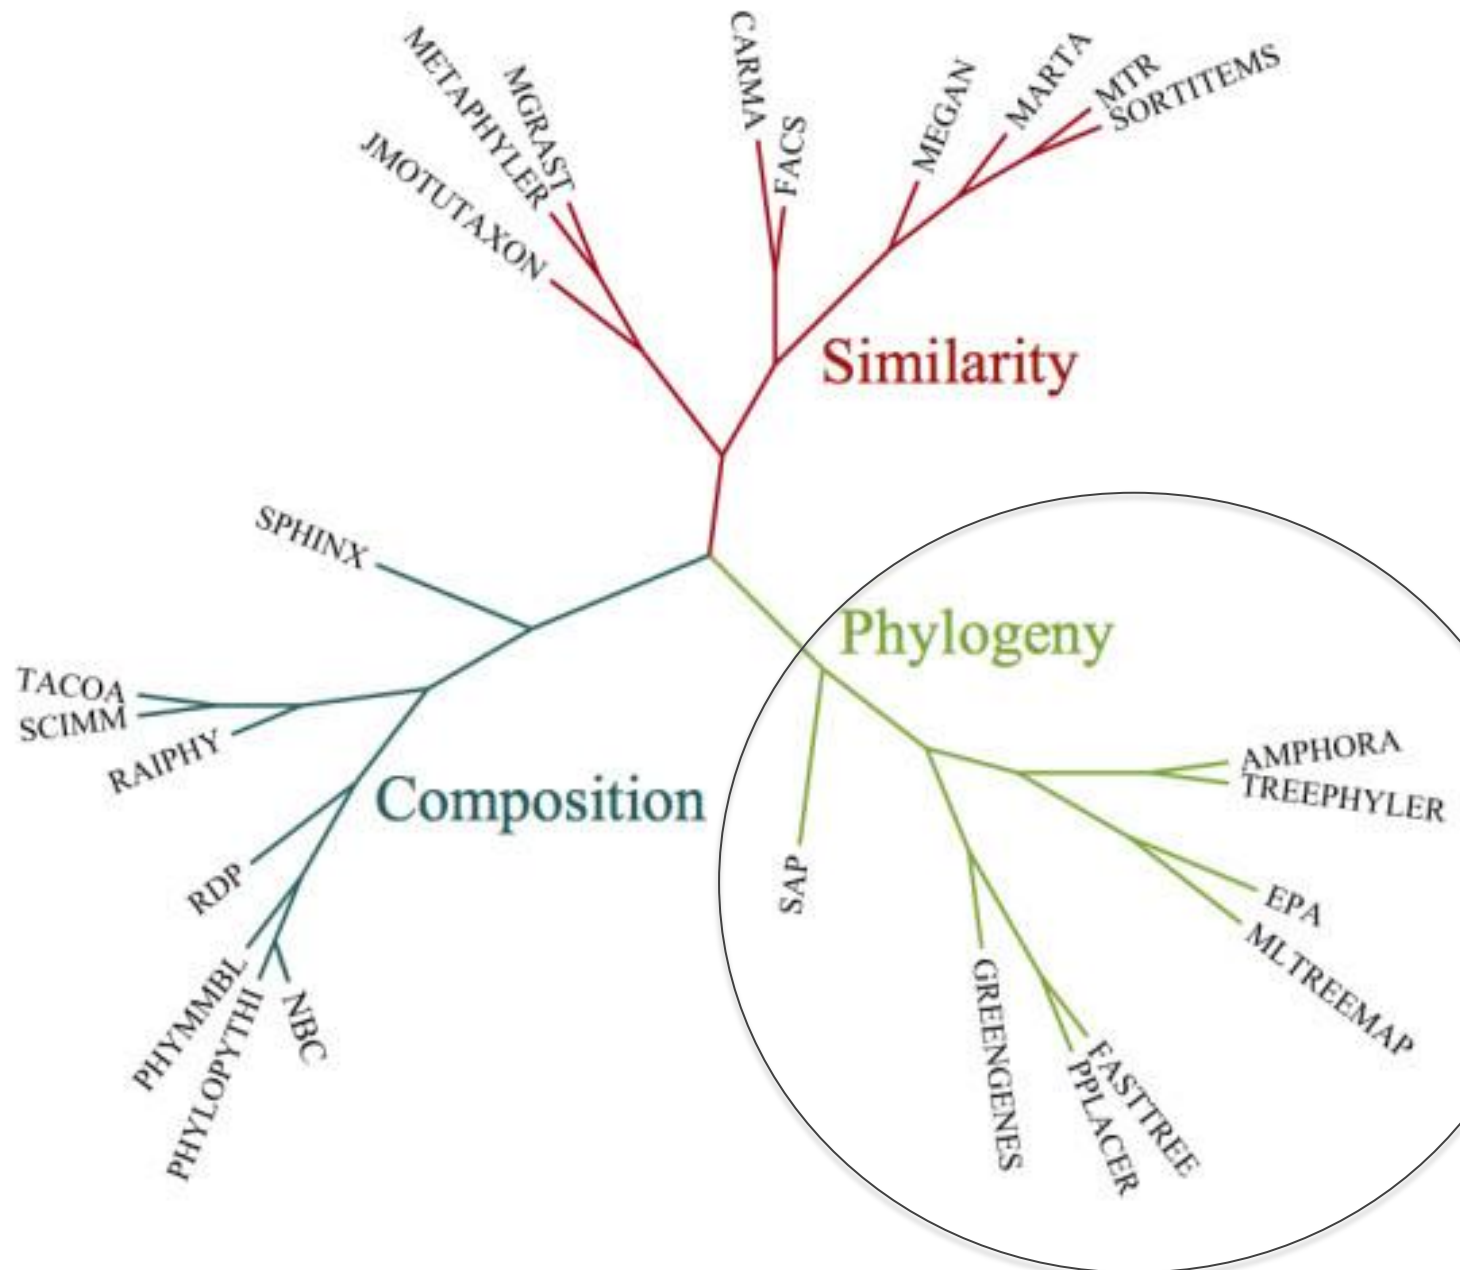 CARMA
METAPHYLER
MGRAST
FACS
MEGAN
MARTA
MTR
SORTITEMS
JMOTUTAXON
Similarity
SPHINX
Phylogeny
TACOA
SCIMM
RAIPHY
Composition
AMPHORA
TREEPHYLER
RDP
SAP
EPA
MLTREEMAP
PHYMMBL
PHYLOPYTHI
NBC
GREENGENES
FASTTREE
PPLACER